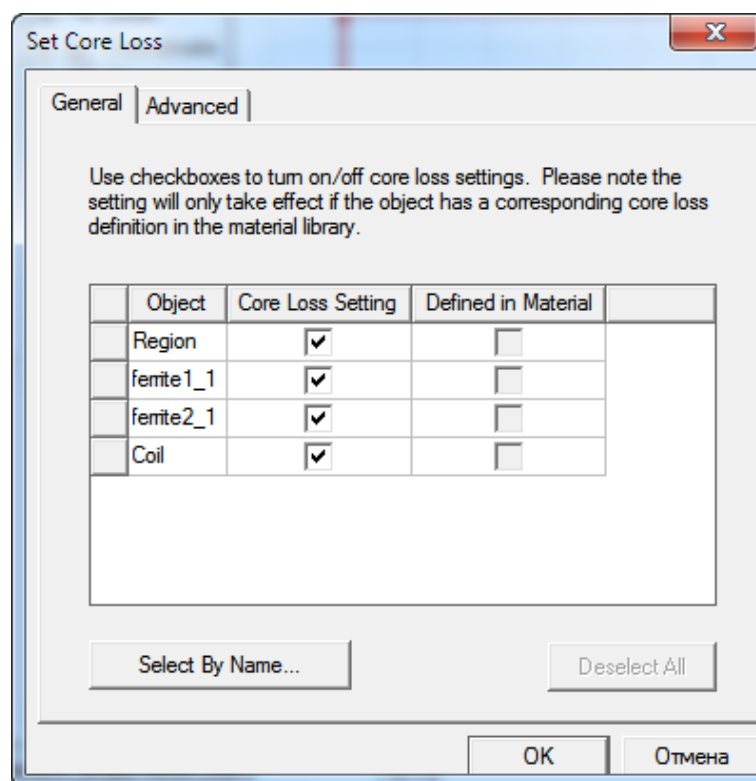 Set Core Loss
General Advanced
Use checkboxes to turn on/off core loss settings. Please note the
setting will only take effect if the object has a corresponding core loss
definition in the material library.
Object Core Loss Setting Defined in Material
Region
ferrite1_1
ferrite2_1
Coil
Select By Name... Deselect All
OK Отмена